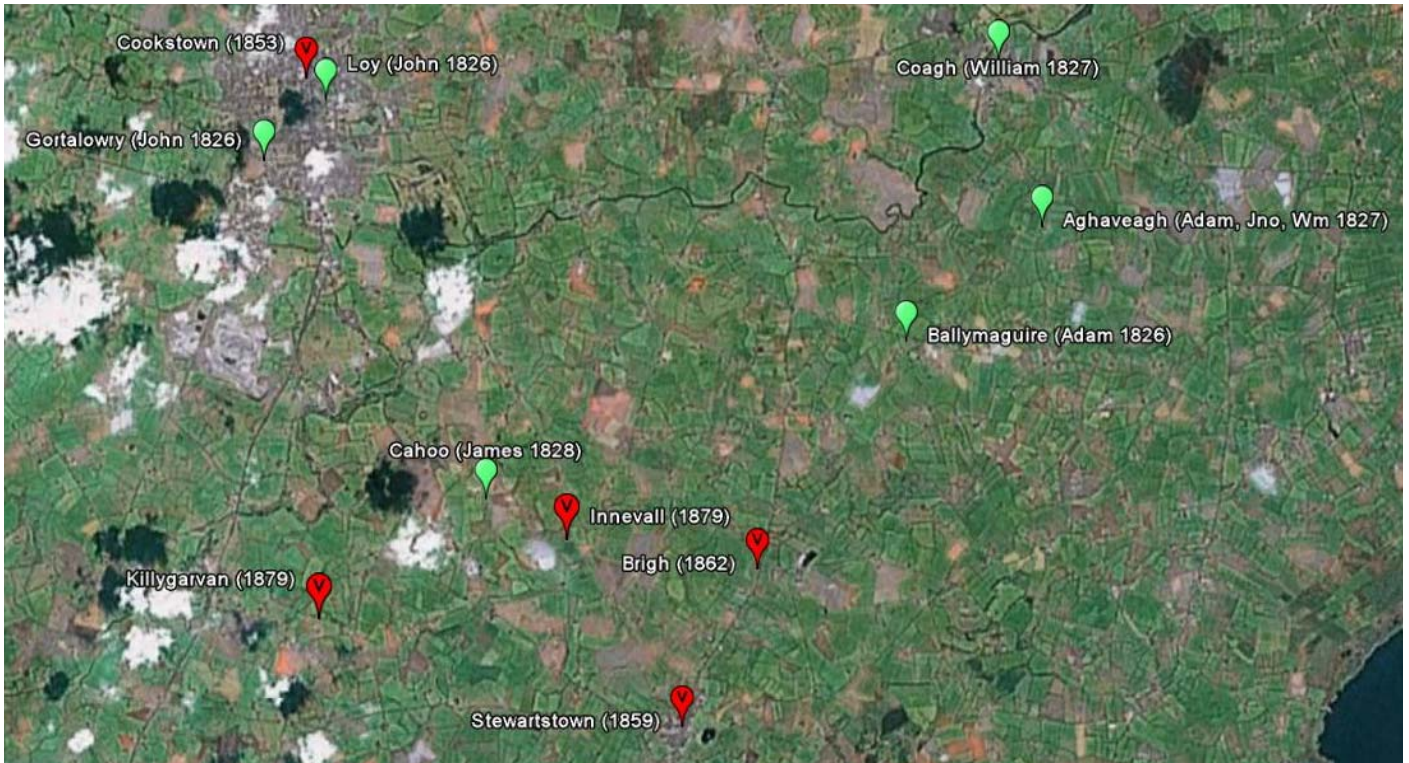 Cookstown (1853)
Loy (John 1826)
Coagh (William 1827)
Gortalowry (John 1826)
Aghaveagh (Adam, Jno, Wm 1827)
Ballymaguire (Adam 1826)
Cahoo (James 1828)
Innevall (1879)
Brigh (1862)
Killygarvan (1879)
Stewartstown (1859)
V
V
V
V
V